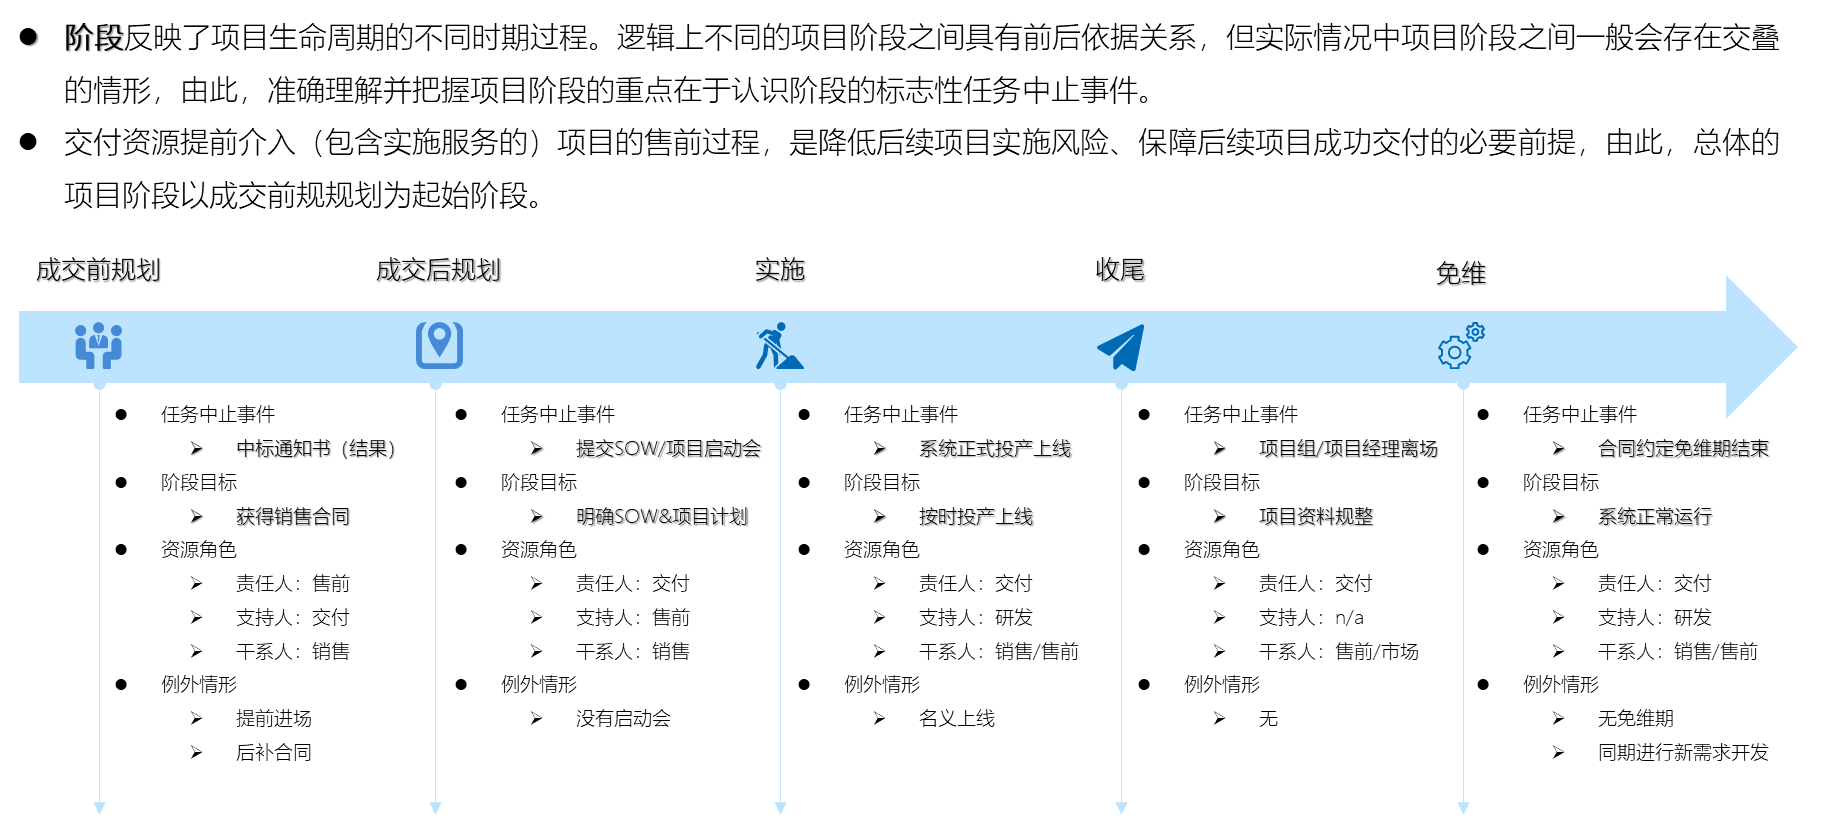 阶段反映了项目生命周期的不同时期过程。逻辑上不同的项目阶段之间具有前后依据关系，但实际情况中项目阶段之间一般会存在交叠
的情形，由此，准确理解并把握项目阶段的重点在于认识阶段的标志性任务中止事件。
交付资源提前介入（包含实施服务的）项目的售前过程，是降低后续项目实施风险、保障后续项目成功交付的必要前提，由此，总体的
项目阶段以成交前规规划为起始阶段。
成交前规划
成交后规划
实施
收尾
免维
任务中止事件
中标通知书（结果）
阶段目标
获得销售合同
资源角色
责任人：售前
支持人：交付
干系人：销售
例外情形
提前进场
后补合同
任务中止事件
提交SOW/项目启动会
阶段目标
明确SOW&项目计划
资源角色
责任人：交付
支持人：售前
干系人：销售
例外情形
没有启动会
任务中止事件
系统正式投产上线
阶段目标
按时投产上线
资源角色
责任人：交付
支持人：研发
干系人：销售/售前
例外情形
名义上线
任务中止事件
项目组/项目经理离场
阶段目标
项目资料规整
资源角色
责任人：交付
支持人：n/a
干系人：售前/市场
例外情形
无
任务中止事件
合同约定免维期结束
阶段目标
系统正常运行
资源角色
责任人：交付
支持人：研发
干系人：销售/售前
例外情形
无免维期
同期进行新需求开发